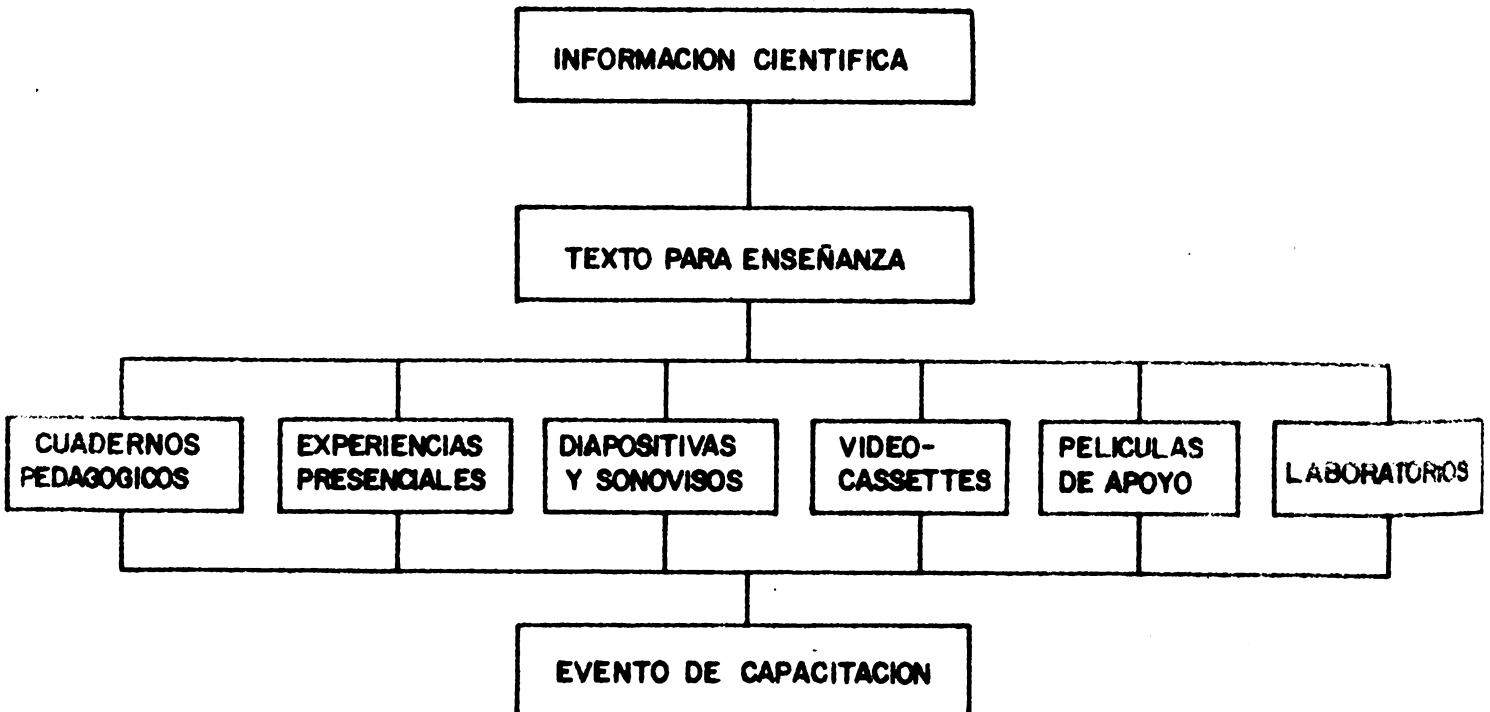 INFORMACION CIENTIFICA
TEXTO PARA ENSEÑANZA
CUADERNOS
PEDAGOGICOS
EXPERIENCIAS
PRESENCIALES
DIAPOSITIVAS
Y SONOVISOS
VIDEO-
CASSETTES
PELICULAS
DE APOYO
LABORATORIOS
EVENTO DE CAPACITACION